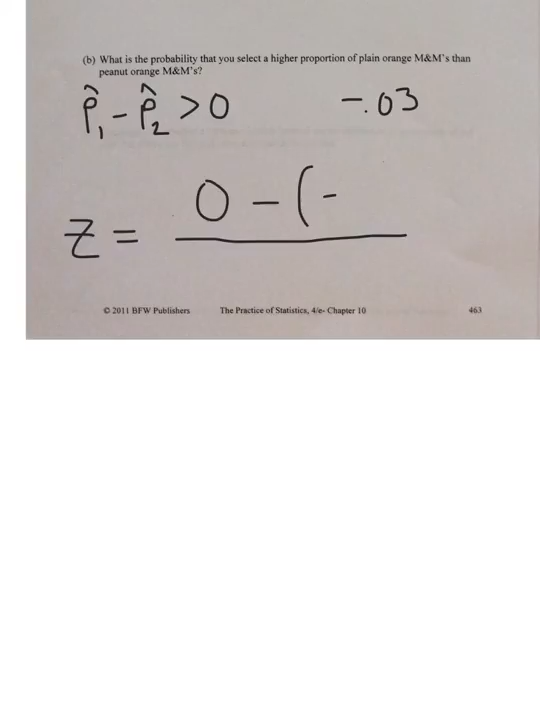 (b) What is the probability that you select a higher proportion of plain orange M&M's than
peanut orange M&M's?
p̂₁ - p̂₂ > 0 -.03
z = 0 - (-
© 2011 BFW Publishers The Practice of Statistics, 4/e- Chapter 10 463